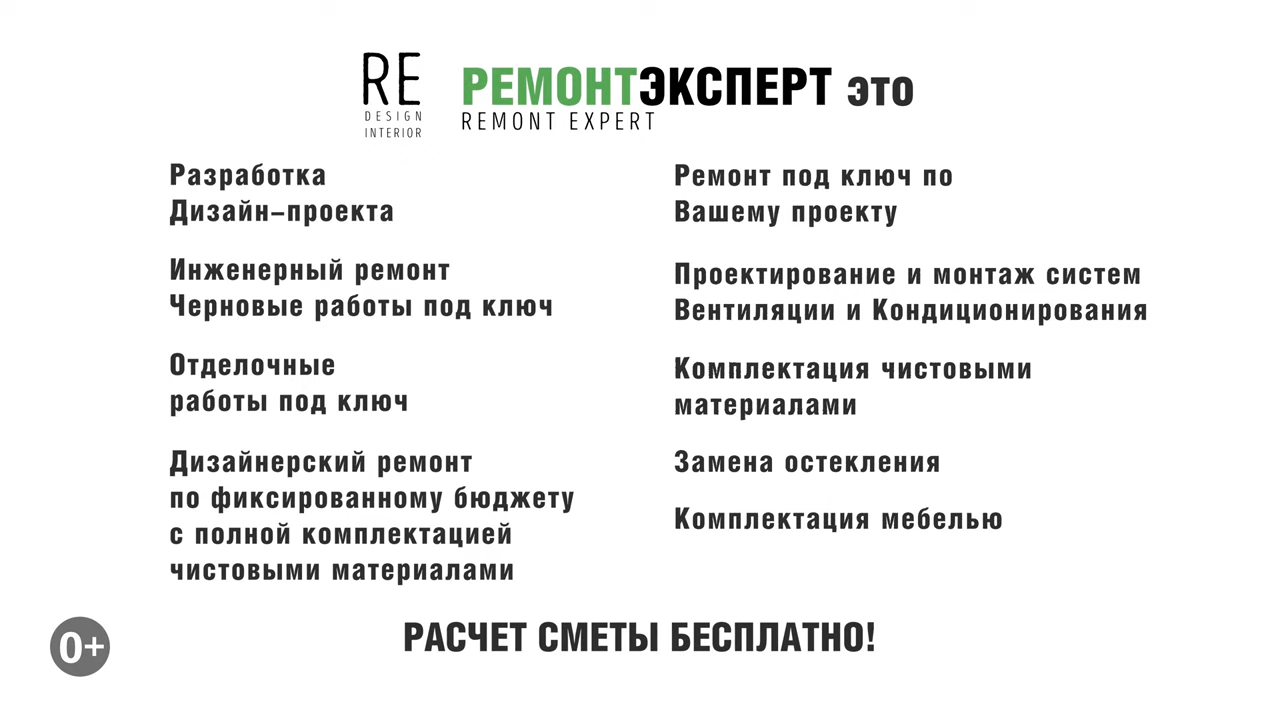 RE
DESIGN
INTERIOR
РЕМОНТЭКСПЕРТ это
REMONT EXPERT
Разработка
Дизайн–проекта
Инженерный ремонт
Черновые работы под ключ
Отделочные
работы под ключ
Дизайнерский ремонт
по фиксированному бюджету
с полной комплектацией
чистовыми материалами
Ремонт под ключ по
Вашему проекту
Проектирование и монтаж систем
Вентиляции и Кондиционирования
Комплектация чистовыми
материалами
Замена остекления
Комплектация мебелью
РАСЧЕТ СМЕТЫ БЕСПЛАТНО!
0+